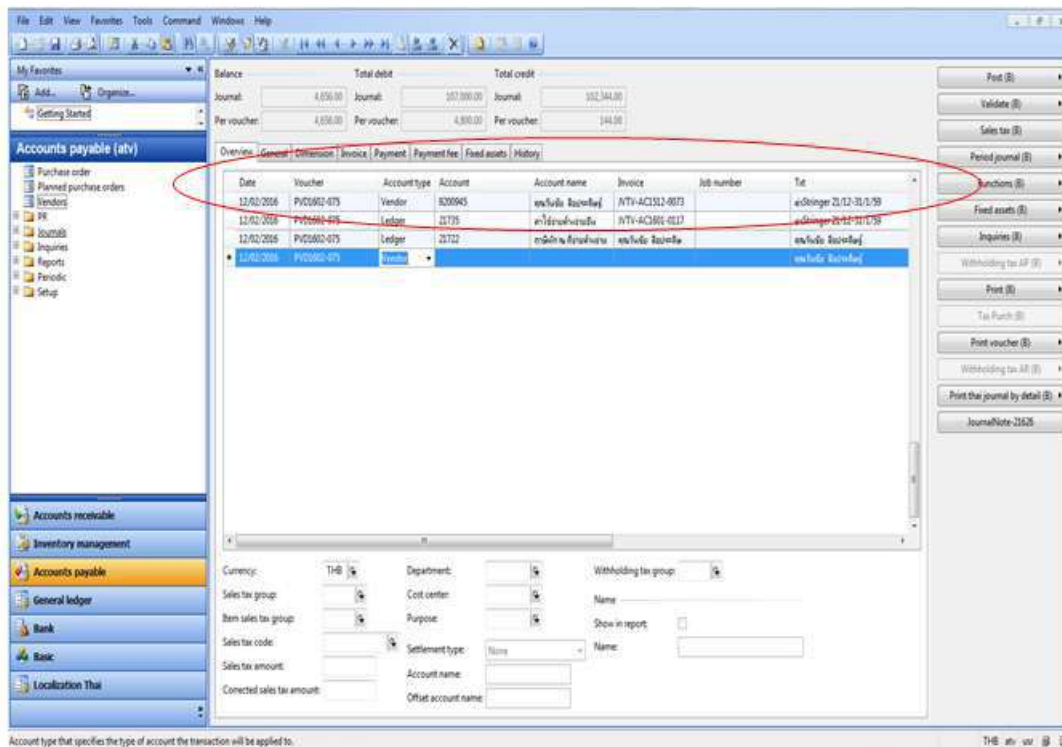 File Edit View Favorites Tools Command Windows Help
My Favorites
Add... Organize...
Getting Started
Accounts payable (atv)
Purchase order
Planned purchase orders
Vendors
PR
Journals
Inquiries
Reports
Periodic
Setup
Accounts receivable
Inventory management
Accounts payable
General ledger
Bank
Basic
Localization Thai
Balance Total debit Total credit
Journal: 4,656.00 Journal: 107,000.00 Journal: 102,344.00
Per voucher: 4,656.00 Per voucher: 4,800.00 Per voucher: 144.00
Overview General Dimension Invoice Payment Payment fee Fixed assets History
Date Voucher Account type Account Account name Invoice Job number Txt
12/02/2016 PVD1602-075 Vendor 9200945 IVTV-AC1512-0073
12/02/2016 PVD1602-075 Ledger 21735 IVTV-AC1601-0117
12/02/2016 PVD1602-075 Ledger 21722
12/02/2016 PVD1602-075 Vendor
Currency: THB Department: Withholding tax group:
Sales tax group: Cost center: Name
Item sales tax group: Purpose: Show in report:
Sales tax code: Settlement type: None Name:
Sales tax amount: Account name:
Corrected sales tax amount: Offset account name:
Post (B)
Validate (B)
Sales tax (B)
Period journal (B)
Functions (B)
Fixed assets (B)
Inquiries (B)
Withholding tax AP (B)
Print (B)
Tax Purch (B)
Print voucher (B)
Withholding tax AR (B)
Print thai journal by detail (B)
JournalNote-21626
Account type that specifies the type of account the transaction will be applied to.
THB atv usr